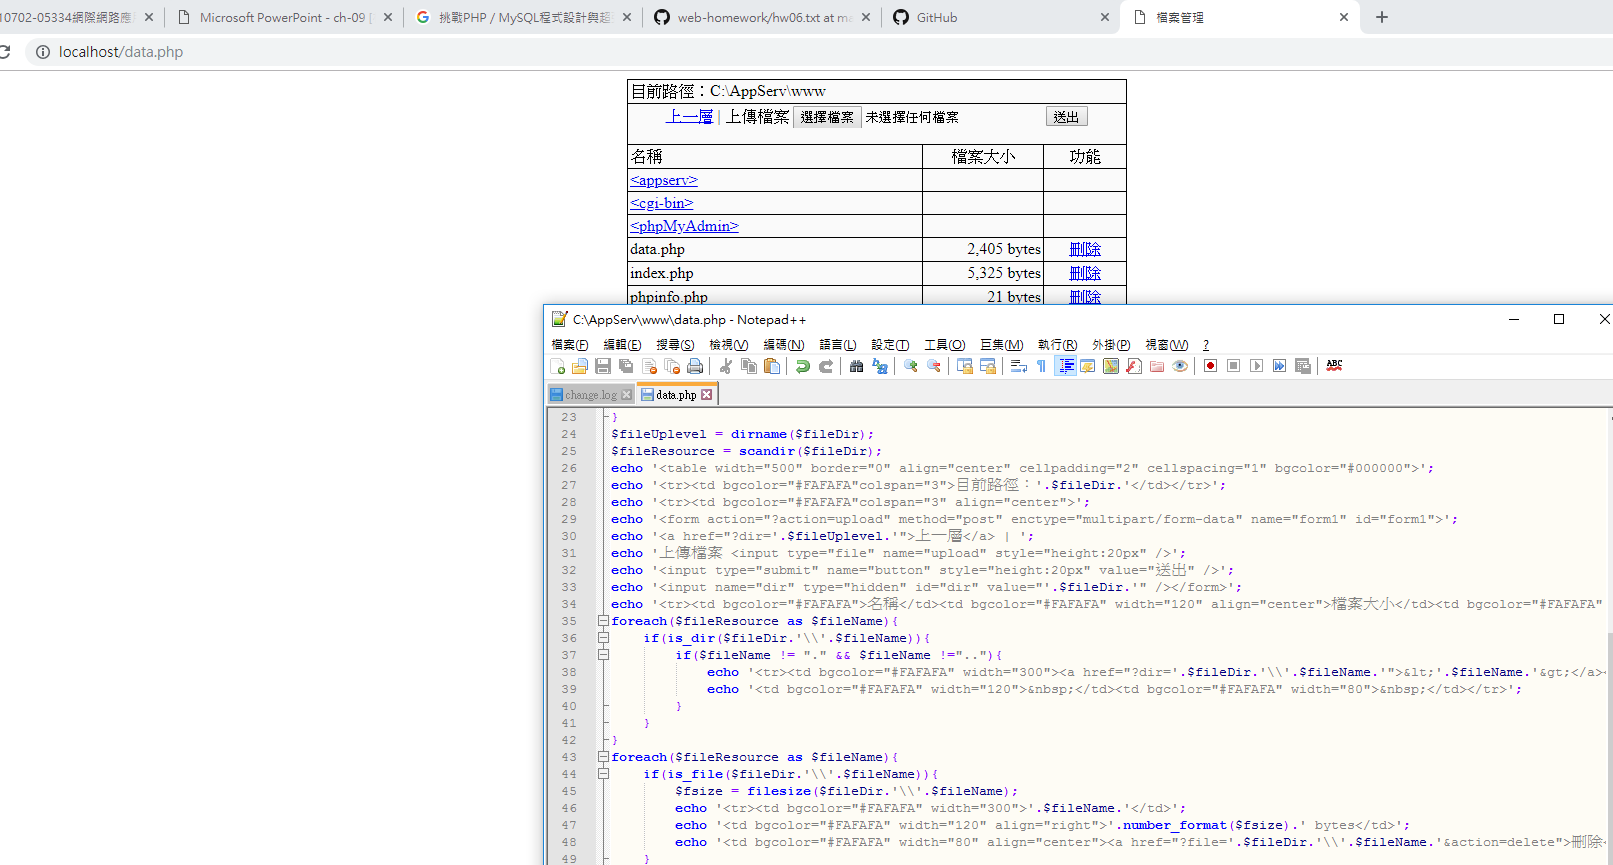 10702-05334網際網路應
Microsoft PowerPoint - ch-09 [
挑戰PHP / MySQL程式設計與超
web-homework/hw06.txt at ma
GitHub
檔案管理
localhost/data.php
目前路徑：C:\AppServ\www
上一層 | 上傳檔案 選擇檔案 未選擇任何檔案 送出
名稱 檔案大小 功能
<appserv>
<cgi-bin>
<phpMyAdmin>
data.php 2,405 bytes 刪除
index.php 5,325 bytes 刪除
phpinfo.php 21 bytes 刪除
C:\AppServ\www\data.php - Notepad++
檔案(F) 編輯(E) 搜尋(S) 檢視(V) 編碼(N) 語言(L) 設定(T) 工具(O) 巨集(M) 執行(R) 外掛(P) 視窗(W) ?
ABC
change.log data.php
23 }
24 $fileUplevel = dirname($fileDir);
25 $fileResource = scandir($fileDir);
26 echo '<table width="500" border="0" align="center" cellpadding="2" cellspacing="1" bgcolor="#000000">';
27 echo '<tr><td bgcolor="#FAFAFA"colspan="3">目前路徑：'.$fileDir.'</td></tr>';
28 echo '<tr><td bgcolor="#FAFAFA"colspan="3" align="center">';
29 echo '<form action="?action=upload" method="post" enctype="multipart/form-data" name="form1" id="form1">';
30 echo '<a href="?dir='.$fileUplevel.'">上一層</a> | ';
31 echo '上傳檔案 <input type="file" name="upload" style="height:20px" />';
32 echo '<input type="submit" name="button" style="height:20px" value="送出" />';
33 echo '<input name="dir" type="hidden" id="dir" value="'.$fileDir.'" /></form>';
34 echo '<tr><td bgcolor="#FAFAFA">名稱</td><td bgcolor="#FAFAFA" width="120" align="center">檔案大小</td><td bgcolor="#FAFAFA"
35 foreach($fileResource as $fileName){
36 if(is_dir($fileDir.'\\'.$fileName)){
37 if($fileName != "." && $fileName !=".."){
38 echo '<tr><td bgcolor="#FAFAFA" width="300"><a href="?dir='.$fileDir.'\\'.$fileName.'">&lt;'.$fileName.'&gt;</a><
39 echo '<td bgcolor="#FAFAFA" width="120">&nbsp;</td><td bgcolor="#FAFAFA" width="80">&nbsp;</td></tr>';
40 }
41 }
42 }
43 foreach($fileResource as $fileName){
44 if(is_file($fileDir.'\\'.$fileName)){
45 $fsize = filesize($fileDir.'\\'.$fileName);
46 echo '<tr><td bgcolor="#FAFAFA" width="300">'.$fileName.'</td>';
47 echo '<td bgcolor="#FAFAFA" width="120" align="right">'.number_format($fsize).' bytes</td>';
48 echo '<td bgcolor="#FAFAFA" width="80" align="center"><a href="?file='.$fileDir.'\\'.$fileName.'&action=delete">刪除<
49 }